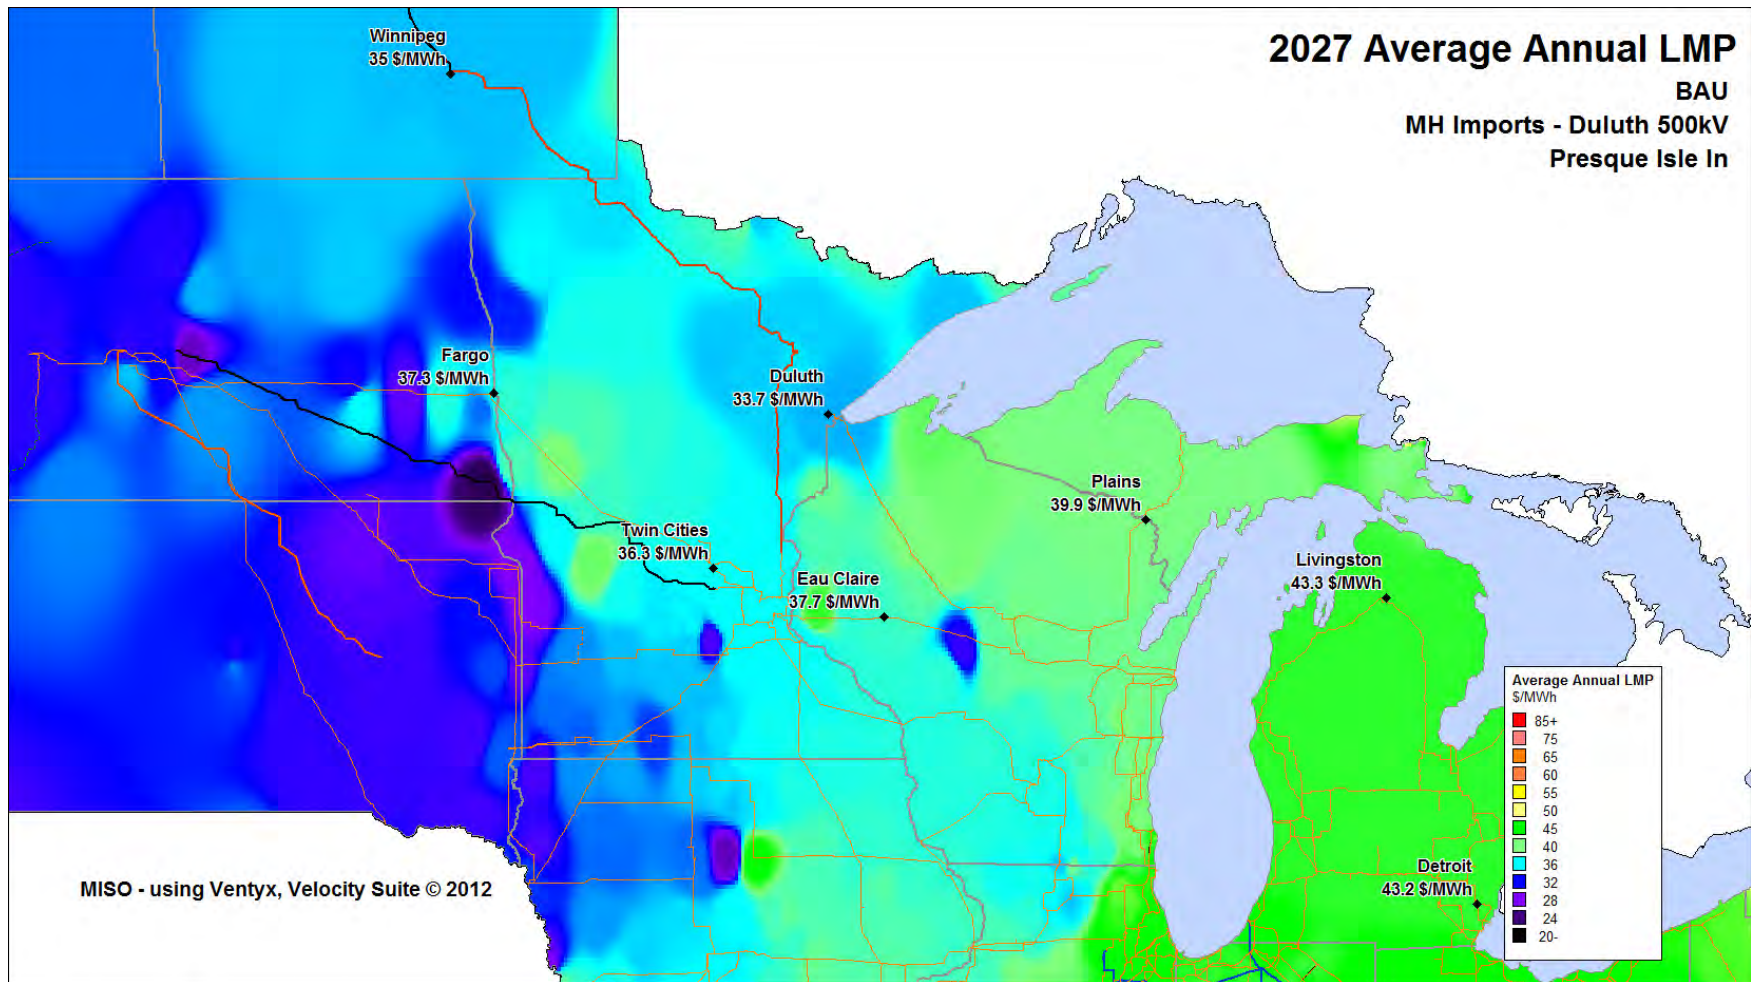 2027 Average Annual LMP
BAU
MH Imports - Duluth 500kV
Presque Isle In
Winnipeg
35 $/MWh
Fargo
37.3 $/MWh
Duluth
33.7 $/MWh
Plains
39.9 $/MWh
Twin Cities
36.3 $/MWh
Eau Claire
37.7 $/MWh
Livingston
43.3 $/MWh
Detroit
43.2 $/MWh
Average Annual LMP
$/MWh
85+
75
65
60
55
50
45
40
36
32
28
24
20-
MISO - using Ventyx, Velocity Suite © 2012